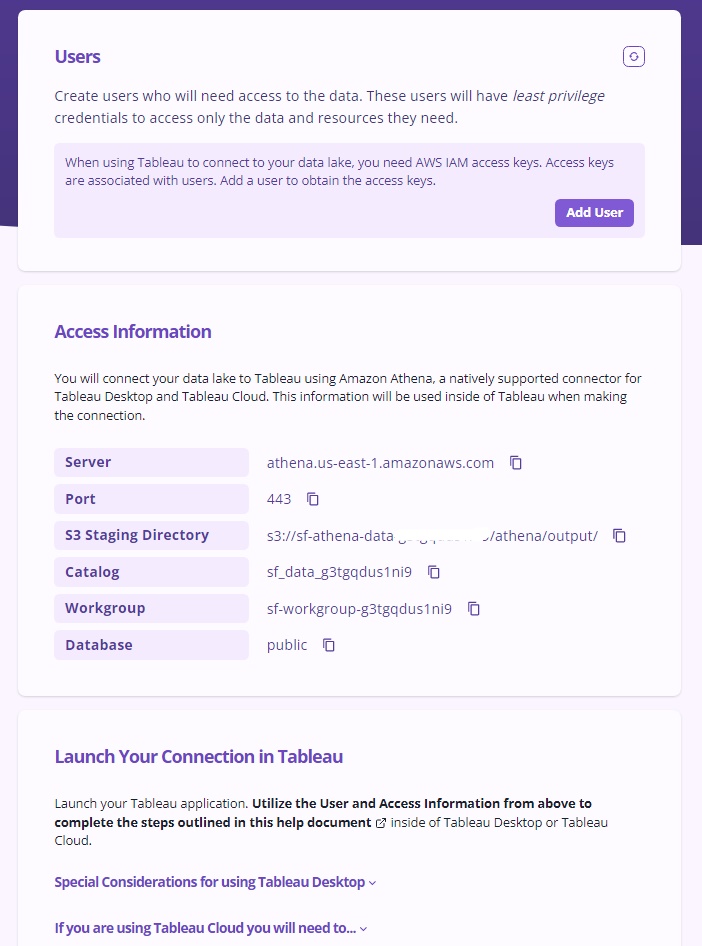 Users
Create users who will need access to the data. These users will have least privilege
credentials to access only the data and resources they need.
When using Tableau to connect to your data lake, you need AWS IAM access keys. Access keys
are associated with users. Add a user to obtain the access keys.
Add User
Access Information
You will connect your data lake to Tableau using Amazon Athena, a natively supported connector for
Tableau Desktop and Tableau Cloud. This information will be used inside of Tableau when making
the connection.
Server athena.us-east-1.amazonaws.com
Port 443
S3 Staging Directory s3://sf-athena-data /athena/output/
Catalog sf_data_g3tgqdus1ni9
Workgroup sf-workgroup-g3tgqdus1ni9
Database public
Launch Your Connection in Tableau
Launch your Tableau application. Utilize the User and Access Information from above to
complete the steps outlined in this help document inside of Tableau Desktop or Tableau
Cloud.
Special Considerations for using Tableau Desktop
If you are using Tableau Cloud you will need to...